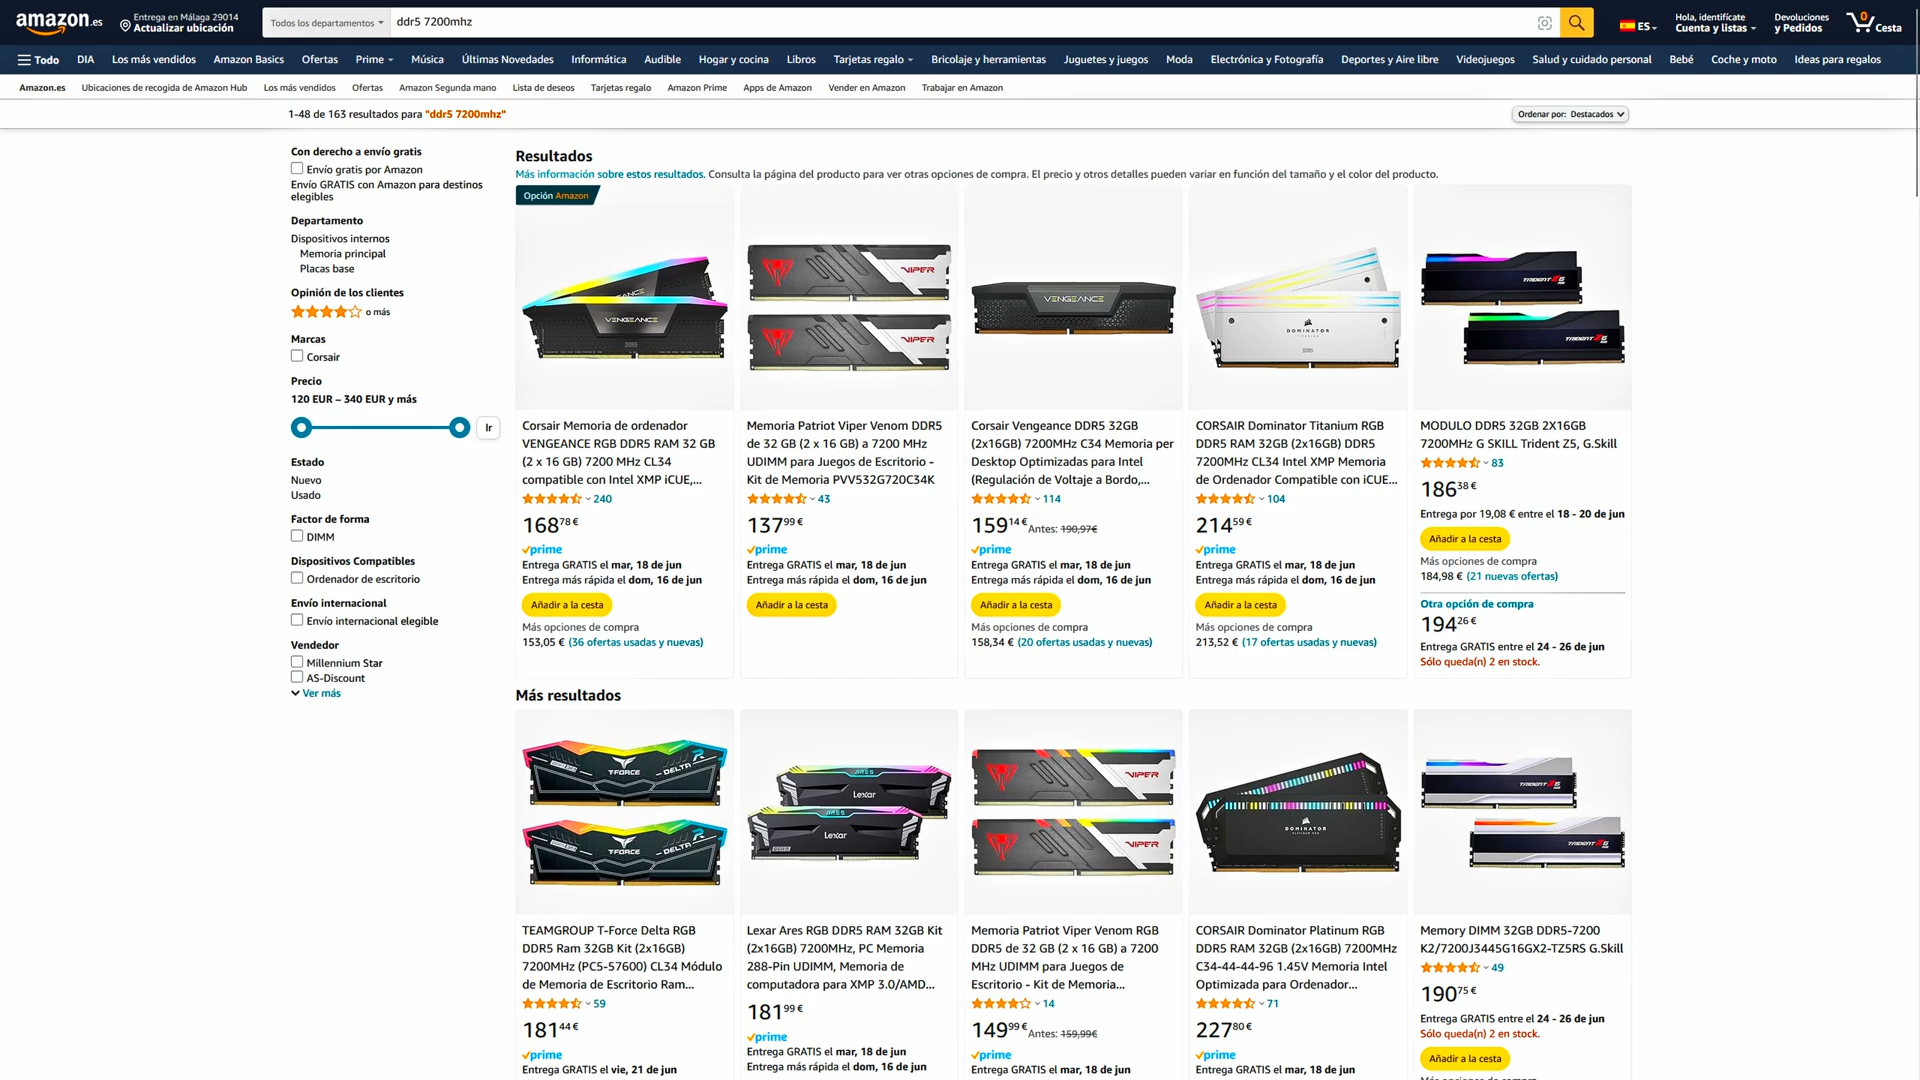 amazon.es
Entrega en Málaga 29014
Actualizar ubicación
Todos los departamentos
ddr5 7200mhz
ES
Hola, identifícate
Cuenta y listas
Devoluciones
y Pedidos
0
Cesta
Todo
DIA
Los más vendidos
Amazon Basics
Ofertas
Prime
Música
Últimas Novedades
Informática
Audible
Hogar y cocina
Libros
Tarjetas regalo
Bricolaje y herramientas
Juguetes y juegos
Moda
Electrónica y Fotografía
Deportes y Aire libre
Videojuegos
Salud y cuidado personal
Bebé
Coche y moto
Ideas para regalos
Amazon.es
Ubicaciones de recogida de Amazon Hub
Los más vendidos
Ofertas
Amazon Segunda mano
Lista de deseos
Tarjetas regalo
Amazon Prime
Apps de Amazon
Vender en Amazon
Trabajar en Amazon
1-48 de 163 resultados para "ddr5 7200mhz"
Ordenar por: Destacados
Con derecho a envío gratis
Envío gratis por Amazon
Envío GRATIS con Amazon para destinos
elegibles
Departamento
Dispositivos internos
Memoria principal
Placas base
Opinión de los clientes
o más
Marcas
Corsair
Precio
120 EUR – 340 EUR y más
Ir
Estado
Nuevo
Usado
Factor de forma
DIMM
Dispositivos Compatibles
Ordenador de escritorio
Envío internacional
Envío internacional elegible
Vendedor
Millennium Star
AS-Discount
Ver más
Resultados
Más información sobre estos resultados. Consulta la página del producto para ver otras opciones de compra. El precio y otros detalles pueden variar en función del tamaño y el color del producto.
Opción Amazon
VENGEANCE
VENGEANCE
DDR5
Corsair Memoria de ordenador
VENGEANCE RGB DDR5 RAM 32 GB
(2 x 16 GB) 7200 MHz CL34
compatible con Intel XMP iCUE,...
240
168,78 €
prime
Entrega GRATIS el mar, 18 de jun
Entrega más rápida el dom, 16 de jun
Añadir a la cesta
Más opciones de compra
153,05 € (36 ofertas usadas y nuevas)
VIPER
VIPER
Memoria Patriot Viper Venom DDR5
de 32 GB (2 x 16 GB) a 7200 MHz
UDIMM para Juegos de Escritorio -
Kit de Memoria PVV532G720C34K
43
137,99 €
prime
Entrega GRATIS el mar, 18 de jun
Entrega más rápida el dom, 16 de jun
Añadir a la cesta
VENGEANCE
Corsair Vengeance DDR5 32GB
(2x16GB) 7200MHz C34 Memoria per
Desktop Optimizadas para Intel
(Regulación de Voltaje a Bordo,...
114
159,14 € Antes: 190,97€
prime
Entrega GRATIS el mar, 18 de jun
Entrega más rápida el dom, 16 de jun
Añadir a la cesta
Más opciones de compra
158,34 € (20 ofertas usadas y nuevas)
DOMINATOR
TITANIUM
DDR5
CORSAIR Dominator Titanium RGB
DDR5 RAM 32GB (2x16GB) DDR5
7200MHz CL34 Intel XMP Memoria
de Ordenador Compatible con iCUE...
104
214,59 €
prime
Entrega GRATIS el mar, 18 de jun
Entrega más rápida el dom, 16 de jun
Añadir a la cesta
Más opciones de compra
213,52 € (17 ofertas usadas y nuevas)
TRIDENT Z5
TRIDENT Z5
MODULO DDR5 32GB 2X16GB
7200MHz G SKILL Trident Z5, G.Skill
83
186,38 €
Entrega por 19,08 € entre el 18 - 20 de jun
Añadir a la cesta
Más opciones de compra
184,98 € (21 nuevas ofertas)
Otra opción de compra
194,26 €
Entrega GRATIS entre el 24 - 26 de jun
Sólo queda(n) 2 en stock.
Más resultados
T-FORCE
DELTA R
T-FORCE
DELTA R
TEAMGROUP T-Force Delta RGB
DDR5 Ram 32GB Kit (2x16GB)
7200MHz (PC5-57600) CL34 Módulo
de Memoria de Escritorio Ram...
59
181,44 €
prime
Entrega GRATIS el vie, 21 de jun
ARES
Lexar
ARES
Lexar
Lexar Ares RGB DDR5 RAM 32GB Kit
(2x16GB) 7200MHz, PC Memoria
288-Pin UDIMM, Memoria de
computadora para XMP 3.0/AMD...
181,99 €
prime
Entrega GRATIS el mar, 18 de jun
Entrega más rápida el dom, 16 de jun
VIPER
VIPER
Memoria Patriot Viper Venom RGB
DDR5 de 32 GB (2 x 16 GB) a 7200
MHz UDIMM para Juegos de
Escritorio - Kit de Memoria...
14
149,99 € Antes: 159,99€
prime
Entrega GRATIS el mar, 18 de jun
DOMINATOR
PLATINUM RGB
CORSAIR Dominator Platinum RGB
DDR5 RAM 32GB (2x16GB) 7200MHz
C34-44-44-96 1.45V Memoria Intel
Optimizada para Ordenador...
71
227,80 €
prime
Entrega GRATIS el mar, 18 de jun
TRIDENT Z5
TRIDENT Z5
Memory DIMM 32GB DDR5-7200
K2/7200J3445G16GX2-TZ5RS G.Skill
49
190,75 €
Entrega GRATIS entre el 24 - 26 de jun
Sólo queda(n) 2 en stock.
Añadir a la cesta